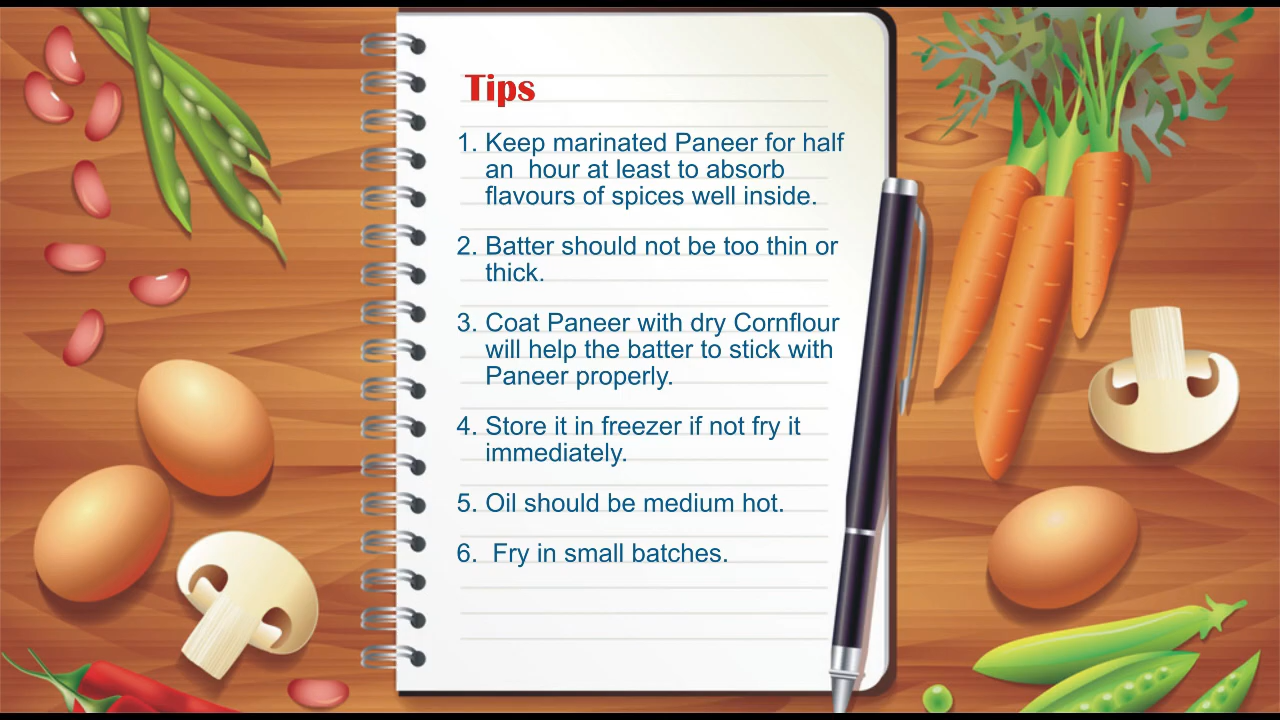 Tips
1. Keep marinated Paneer for half
an  hour at least to absorb
flavours of spices well inside.
2. Batter should not be too thin or
thick.
3. Coat Paneer with dry Cornflour
will help the batter to stick with
Paneer properly.
4. Store it in freezer if not fry it
immediately.
5. Oil should be medium hot.
6.  Fry in small batches.